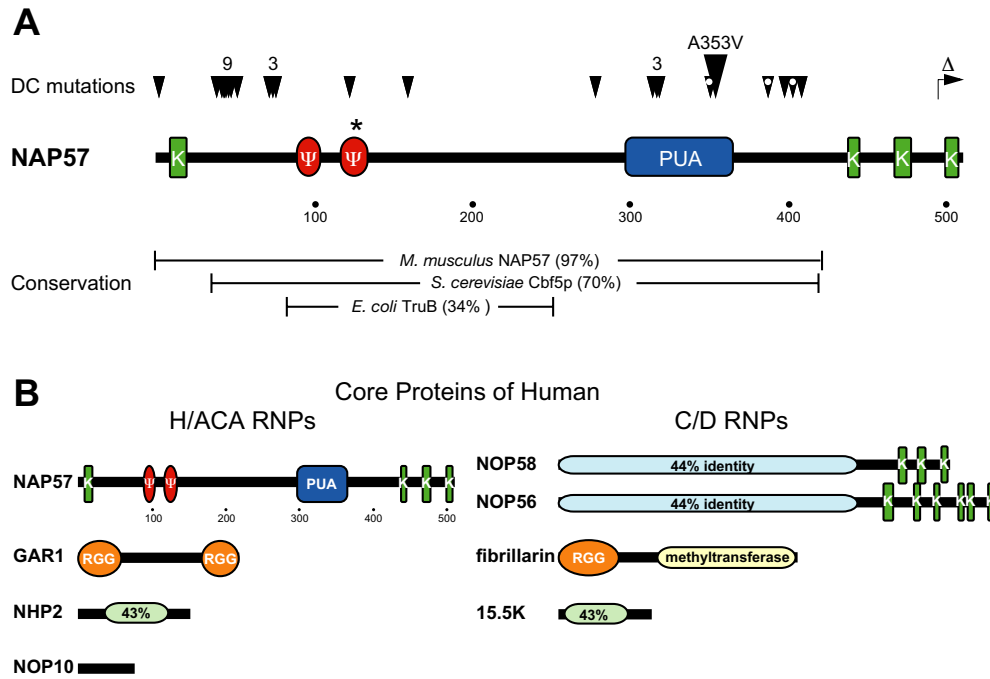 A
A353V
9 3 3 Δ
DC mutations
*
NAP57 K Ψ Ψ PUA K K K
100 200 300 400 500
M. musculus NAP57 (97%)
Conservation S. cerevisiae Cbf5p (70%)
E. coli TruB (34% )
B
Core Proteins of Human
H/ACA RNPs C/D RNPs
NAP57 K Ψ Ψ PUA K K K
100 200 300 400 500
GAR1 RGG RGG
NHP2 43%
NOP10
NOP58 44% identity K K K
NOP56 44% identity K K K K K K
fibrillarin RGG methyltransferase
15.5K 43%